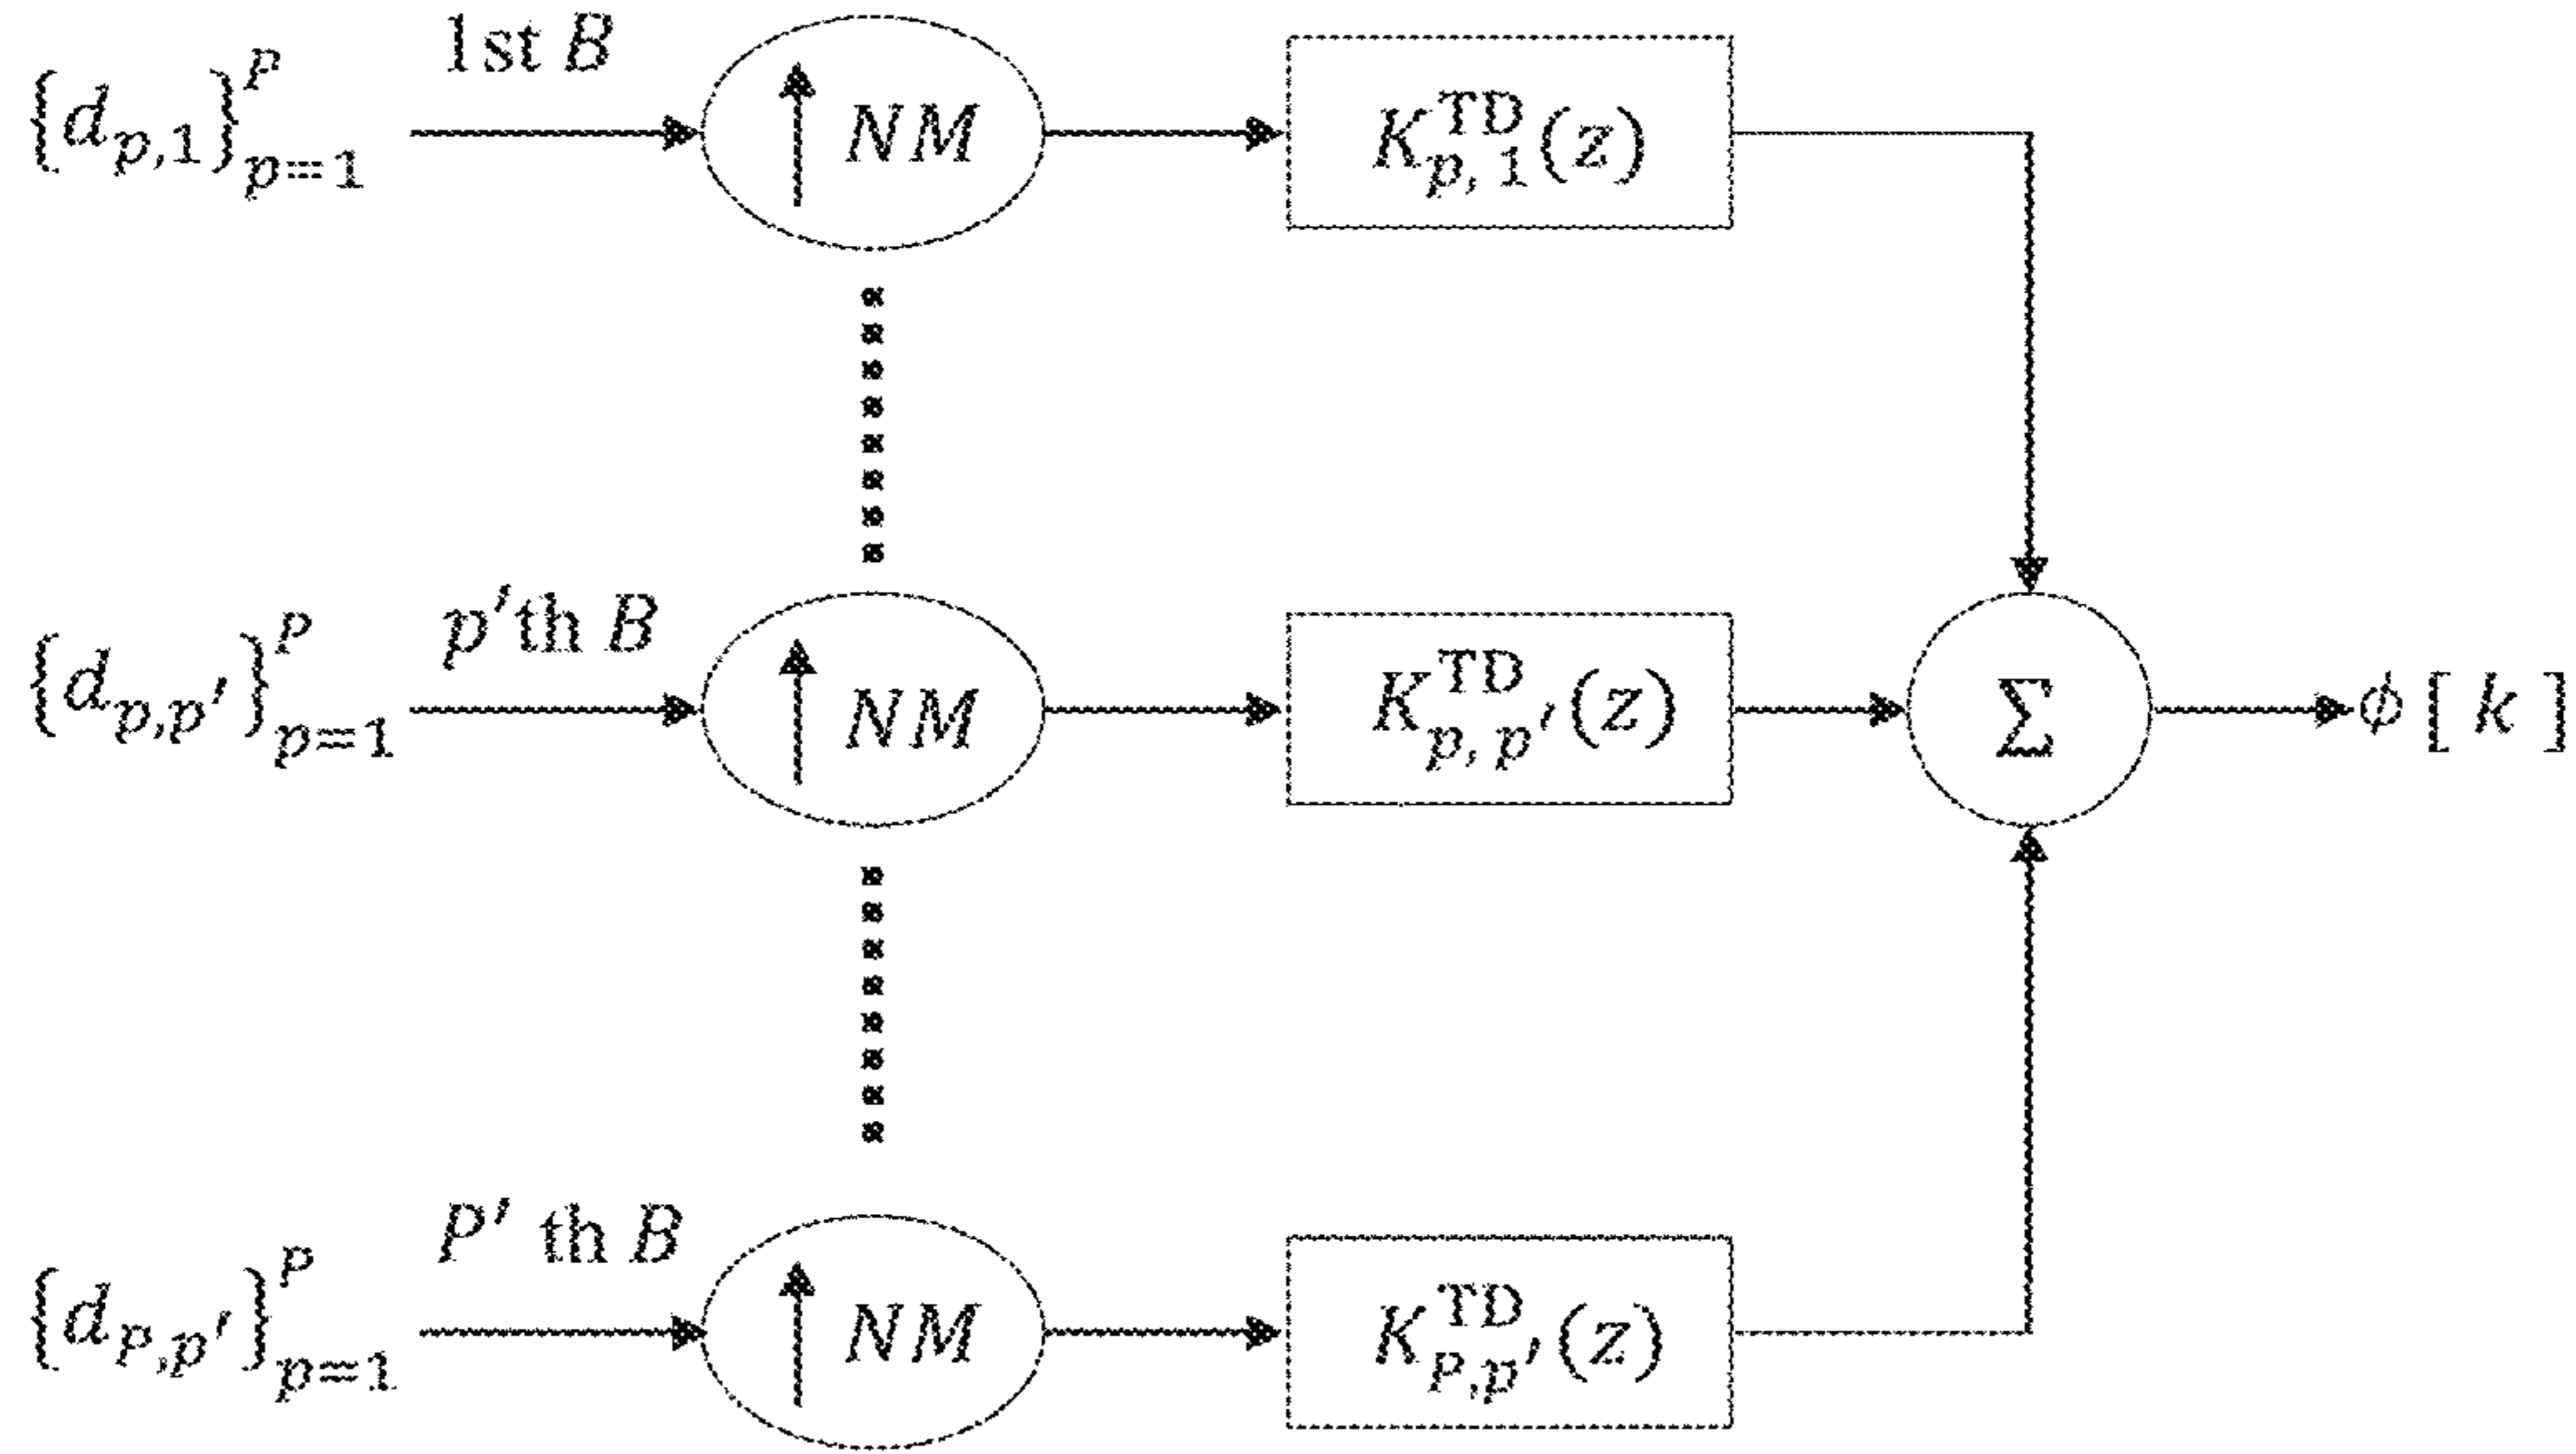 {d_{p,1}}_{p=1}^{P} 1st B ↑ NM K_{p, 1}^{TD}(z)
{d_{p,p′}}_{p=1}^{P} p′th B ↑ NM K_{p, p′}^{TD}(z) Σ ϕ [ k ]
{d_{P,p′}}_{p=1}^{P} P′ th B ↑ NM K_{P,p′}^{TD}(z)